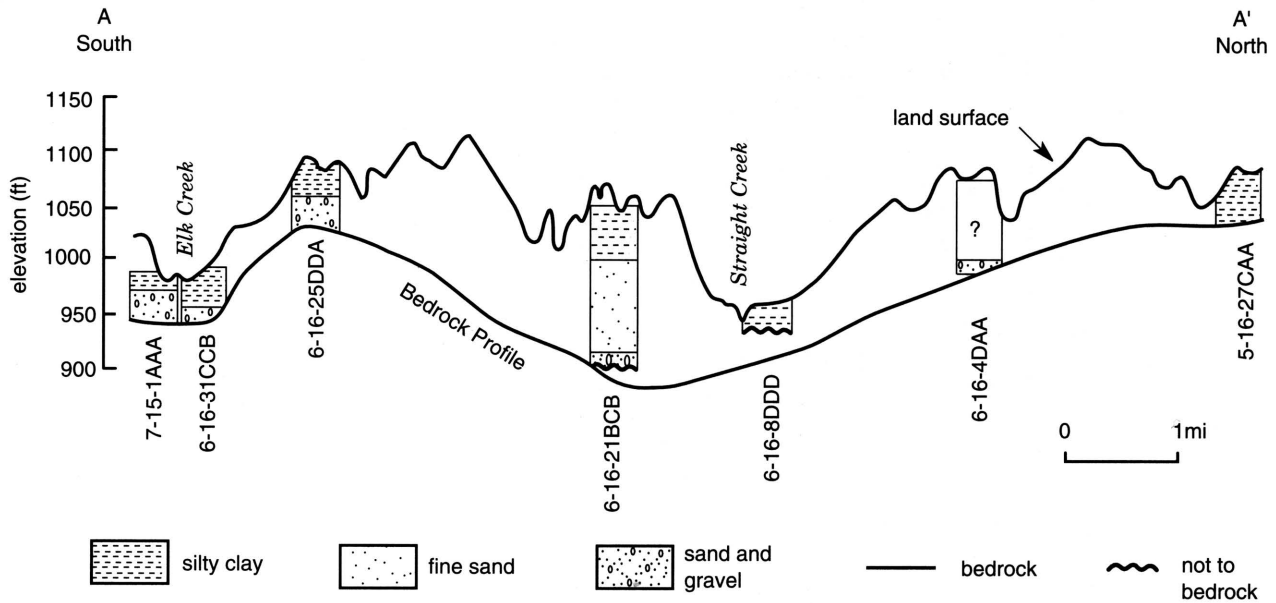 A
South
A'
North
elevation (ft)
1150
1100
1050
1000
950
900
Elk Creek
Straight Creek
land surface
Bedrock Profile
?
7-15-1AAA
6-16-31CCB
6-16-25DDA
6-16-21BCB
6-16-8DDD
6-16-4DAA
5-16-27CAA
0
1mi
silty clay
fine sand
sand and
gravel
bedrock
not to
bedrock